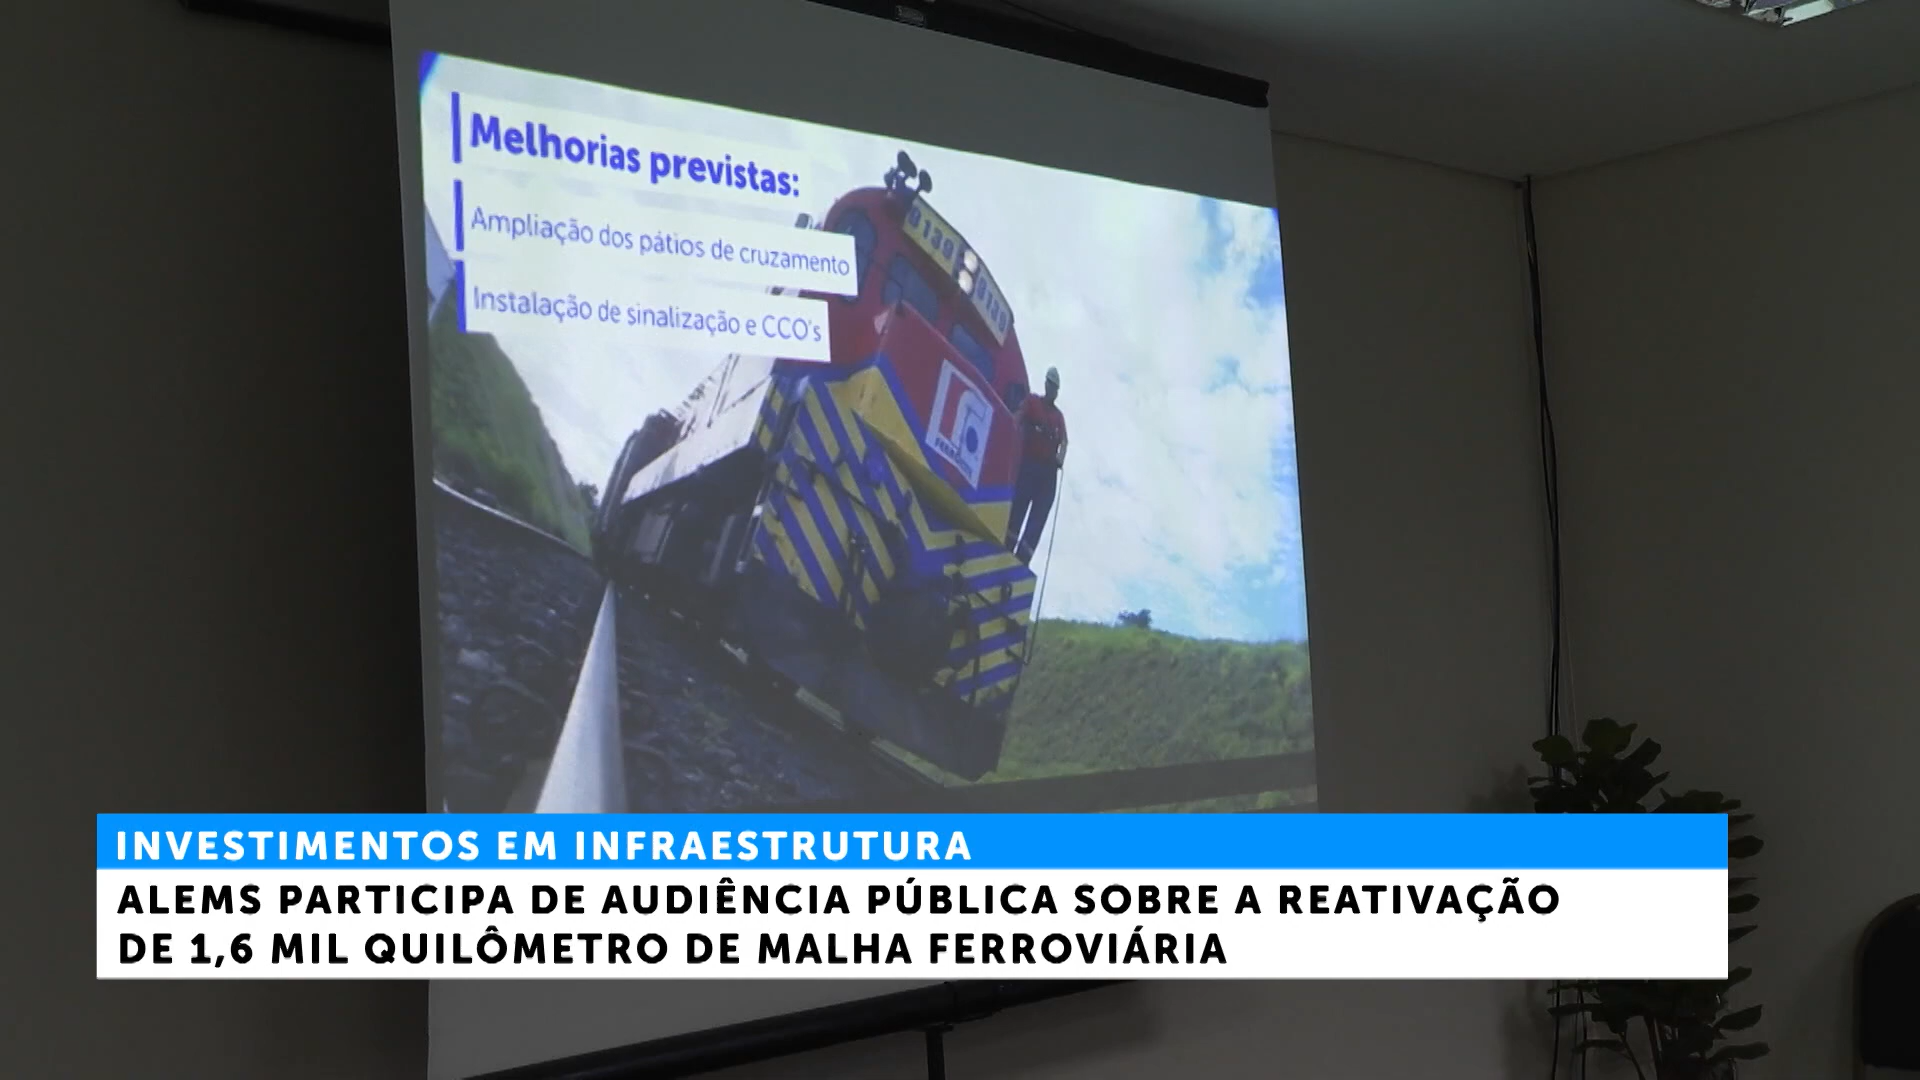 Melhorias previstas:
Ampliação dos pátios de cruzamento
Instalação de sinalização e CCO's
INVESTIMENTOS EM INFRAESTRUTURA
ALEMS PARTICIPA DE AUDIÊNCIA PÚBLICA SOBRE A REATIVAÇÃO
DE 1,6 MIL QUILÔMETRO DE MALHA FERROVIÁRIA